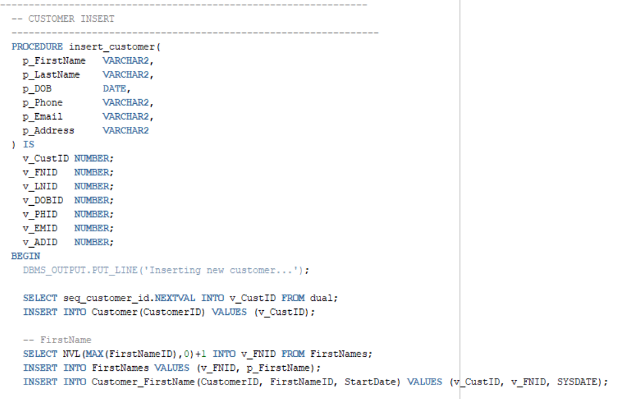 ------------------------------------------------------------
-- CUSTOMER INSERT
------------------------------------------------------------
PROCEDURE insert_customer(
  p_FirstName   VARCHAR2,
  p_LastName    VARCHAR2,
  p_DOB         DATE,
  p_Phone       VARCHAR2,
  p_Email       VARCHAR2,
  p_Address     VARCHAR2
) IS
  v_CustID NUMBER;
  v_FNID   NUMBER;
  v_LNID   NUMBER;
  v_DOBID  NUMBER;
  v_PHID   NUMBER;
  v_EMID   NUMBER;
  v_ADID   NUMBER;
BEGIN
  DBMS_OUTPUT.PUT_LINE('Inserting new customer...');
  SELECT seq_customer_id.NEXTVAL INTO v_CustID FROM dual;
  INSERT INTO Customer(CustomerID) VALUES (v_CustID);
  -- FirstName
  SELECT NVL(MAX(FirstNameID),0)+1 INTO v_FNID FROM FirstNames;
  INSERT INTO FirstNames VALUES (v_FNID, p_FirstName);
  INSERT INTO Customer_FirstName(CustomerID, FirstNameID, StartDate) VALUES (v_CustID, v_FNID, SYSDATE);